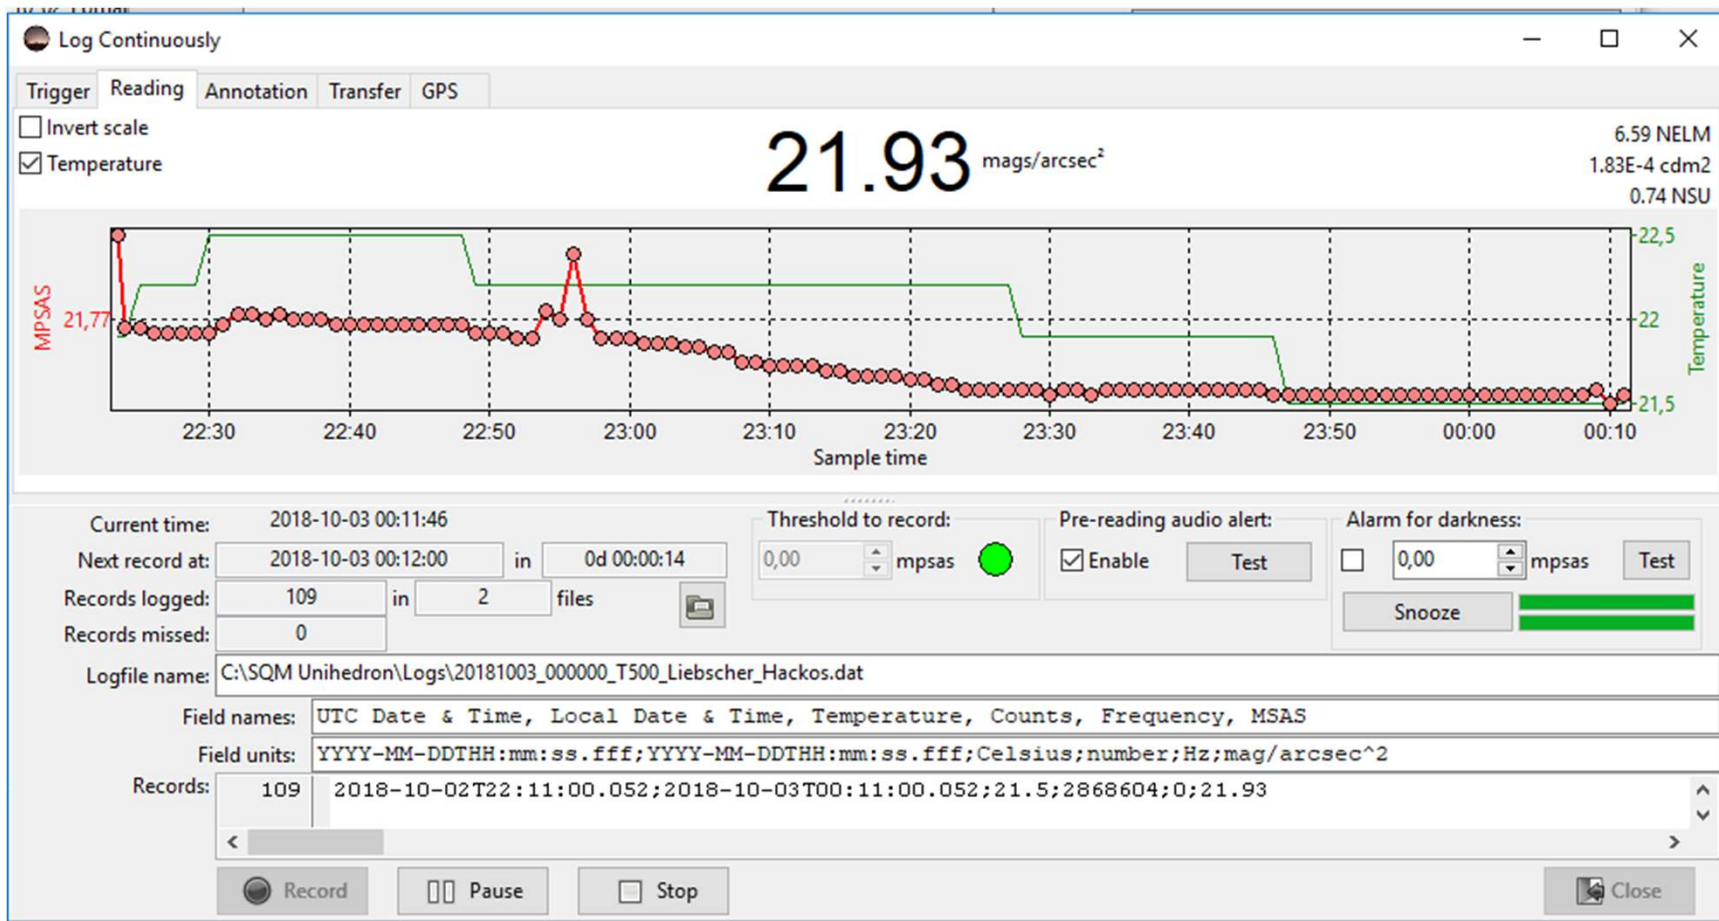 Log Continuously
Trigger Reading Annotation Transfer GPS
Invert scale
Temperature
21.93 mags/arcsec²
6.59 NELM
1.83E-4 cdm2
0.74 NSU
MPSAS
21,77
22,5
22
21,5
Temperature
22:30 22:40 22:50 23:00 23:10 23:20 23:30 23:40 23:50 00:00 00:10
Sample time
Current time: 2018-10-03 00:11:46
Next record at: 2018-10-03 00:12:00 in 0d 00:00:14
Records logged: 109 in 2 files
Records missed: 0
Threshold to record:
0,00 mpsas
Pre-reading audio alert:
Enable Test
Alarm for darkness:
0,00 mpsas Test
Snooze
Logfile name: C:\SQM Unihedron\Logs\20181003_000000_T500_Liebscher_Hackos.dat
Field names: UTC Date & Time, Local Date & Time, Temperature, Counts, Frequency, MSAS
Field units: YYYY-MM-DDTHH:mm:ss.fff;YYYY-MM-DDTHH:mm:ss.fff;Celsius;number;Hz;mag/arcsec^2
Records: 109 2018-10-02T22:11:00.052;2018-10-03T00:11:00.052;21.5;2868604;0;21.93
Record Pause Stop Close